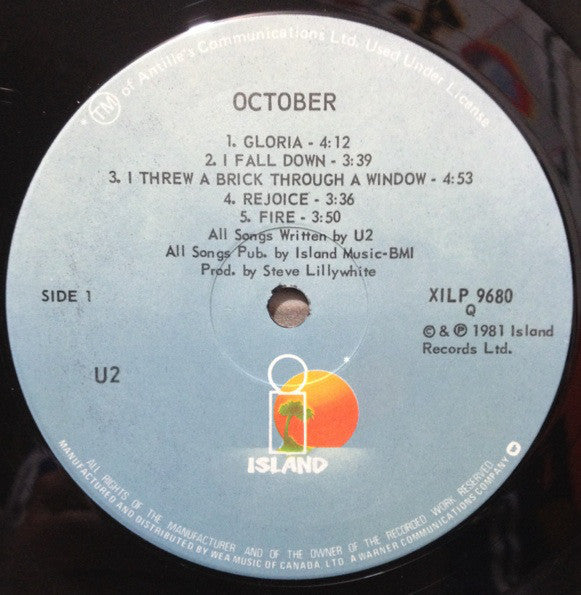 * TM of Antille's Communications Ltd. Used Under License
OCTOBER
1. GLORIA - 4:12
2. I FALL DOWN - 3:39
3. I THREW A BRICK THROUGH A WINDOW - 4:53
4. REJOICE - 3:36
5. FIRE - 3:50
All Songs Written by U2
All Songs Pub. by Island Music-BMI
Prod. by Steve Lillywhite
SIDE 1
XILP 9680
Q
© & ℗ 1981 Island
Records Ltd.
U2
i *
ISLAND
ALL RIGHTS OF THE MANUFACTURER AND OF THE OWNER OF THE RECORDED WORK RESERVED
MANUFACTURED AND DISTRIBUTED BY WEA MUSIC OF CANADA, LTD. A WARNER COMMUNICATIONS COMPANY